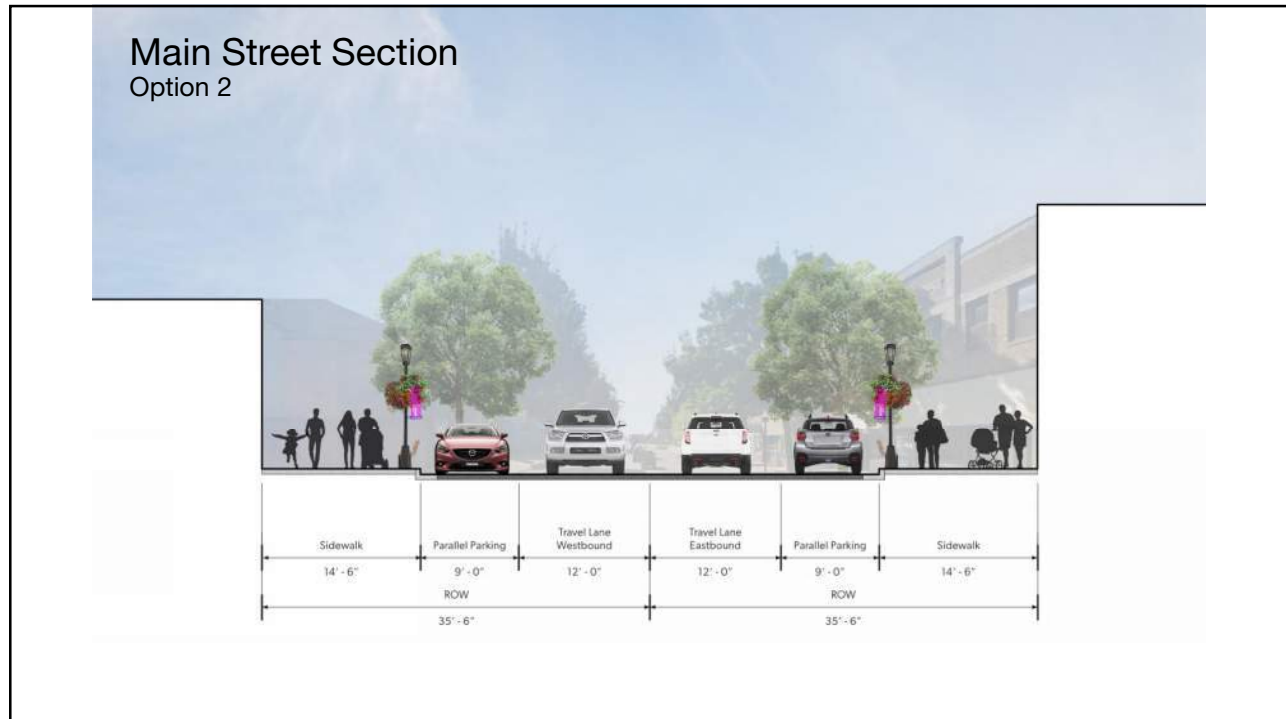 Main Street Section
Option 2
Sidewalk
14' - 6"
Parallel Parking
9' - 0"
Travel Lane
Westbound
12' - 0"
Travel Lane
Eastbound
12' - 0"
Parallel Parking
9' - 0"
Sidewalk
14' - 6"
ROW
35' - 6"
ROW
35' - 6"